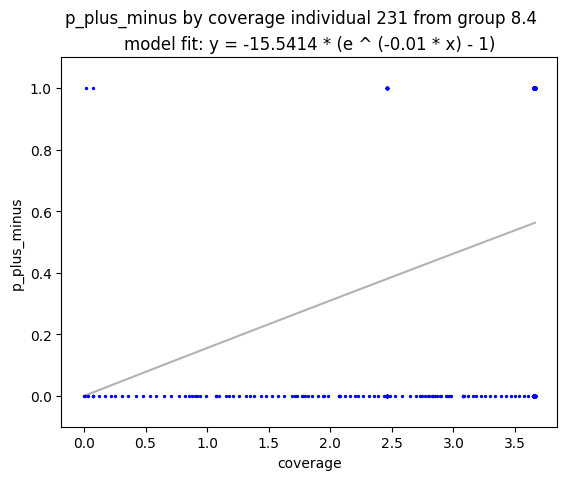 p_plus_minus by coverage individual 231 from group 8.4
model fit: y = -15.5414 * (e ^ (-0.01 * x) - 1)
1.0
0.8
0.6
0.4
0.2
0.0
p_plus_minus
0.0 0.5 1.0 1.5 2.0 2.5 3.0 3.5
coverage